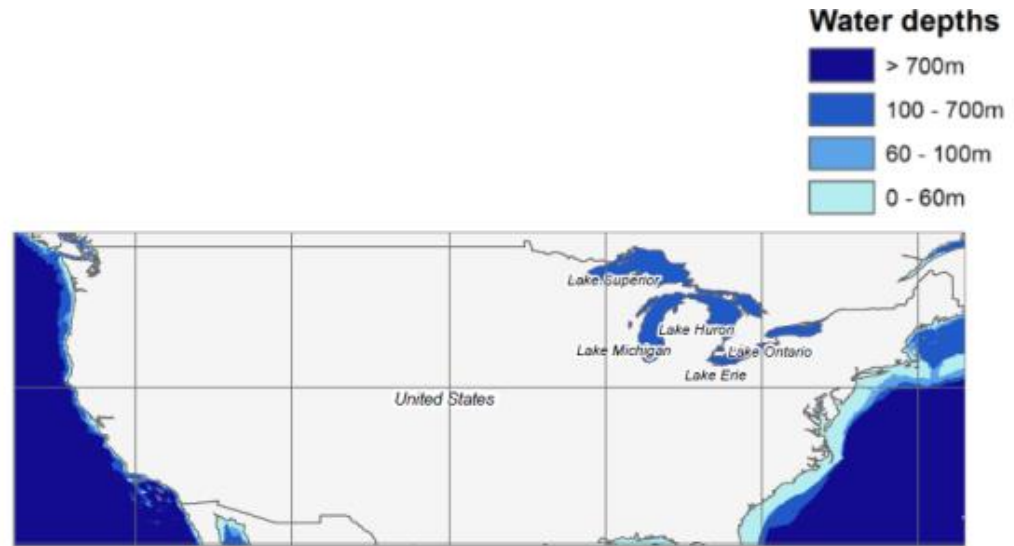 Water depths
> 700m
100 - 700m
60 - 100m
0 - 60m
Lake Superior
Lake Huron
Lake Michigan
Lake Ontario
Lake Erie
United States